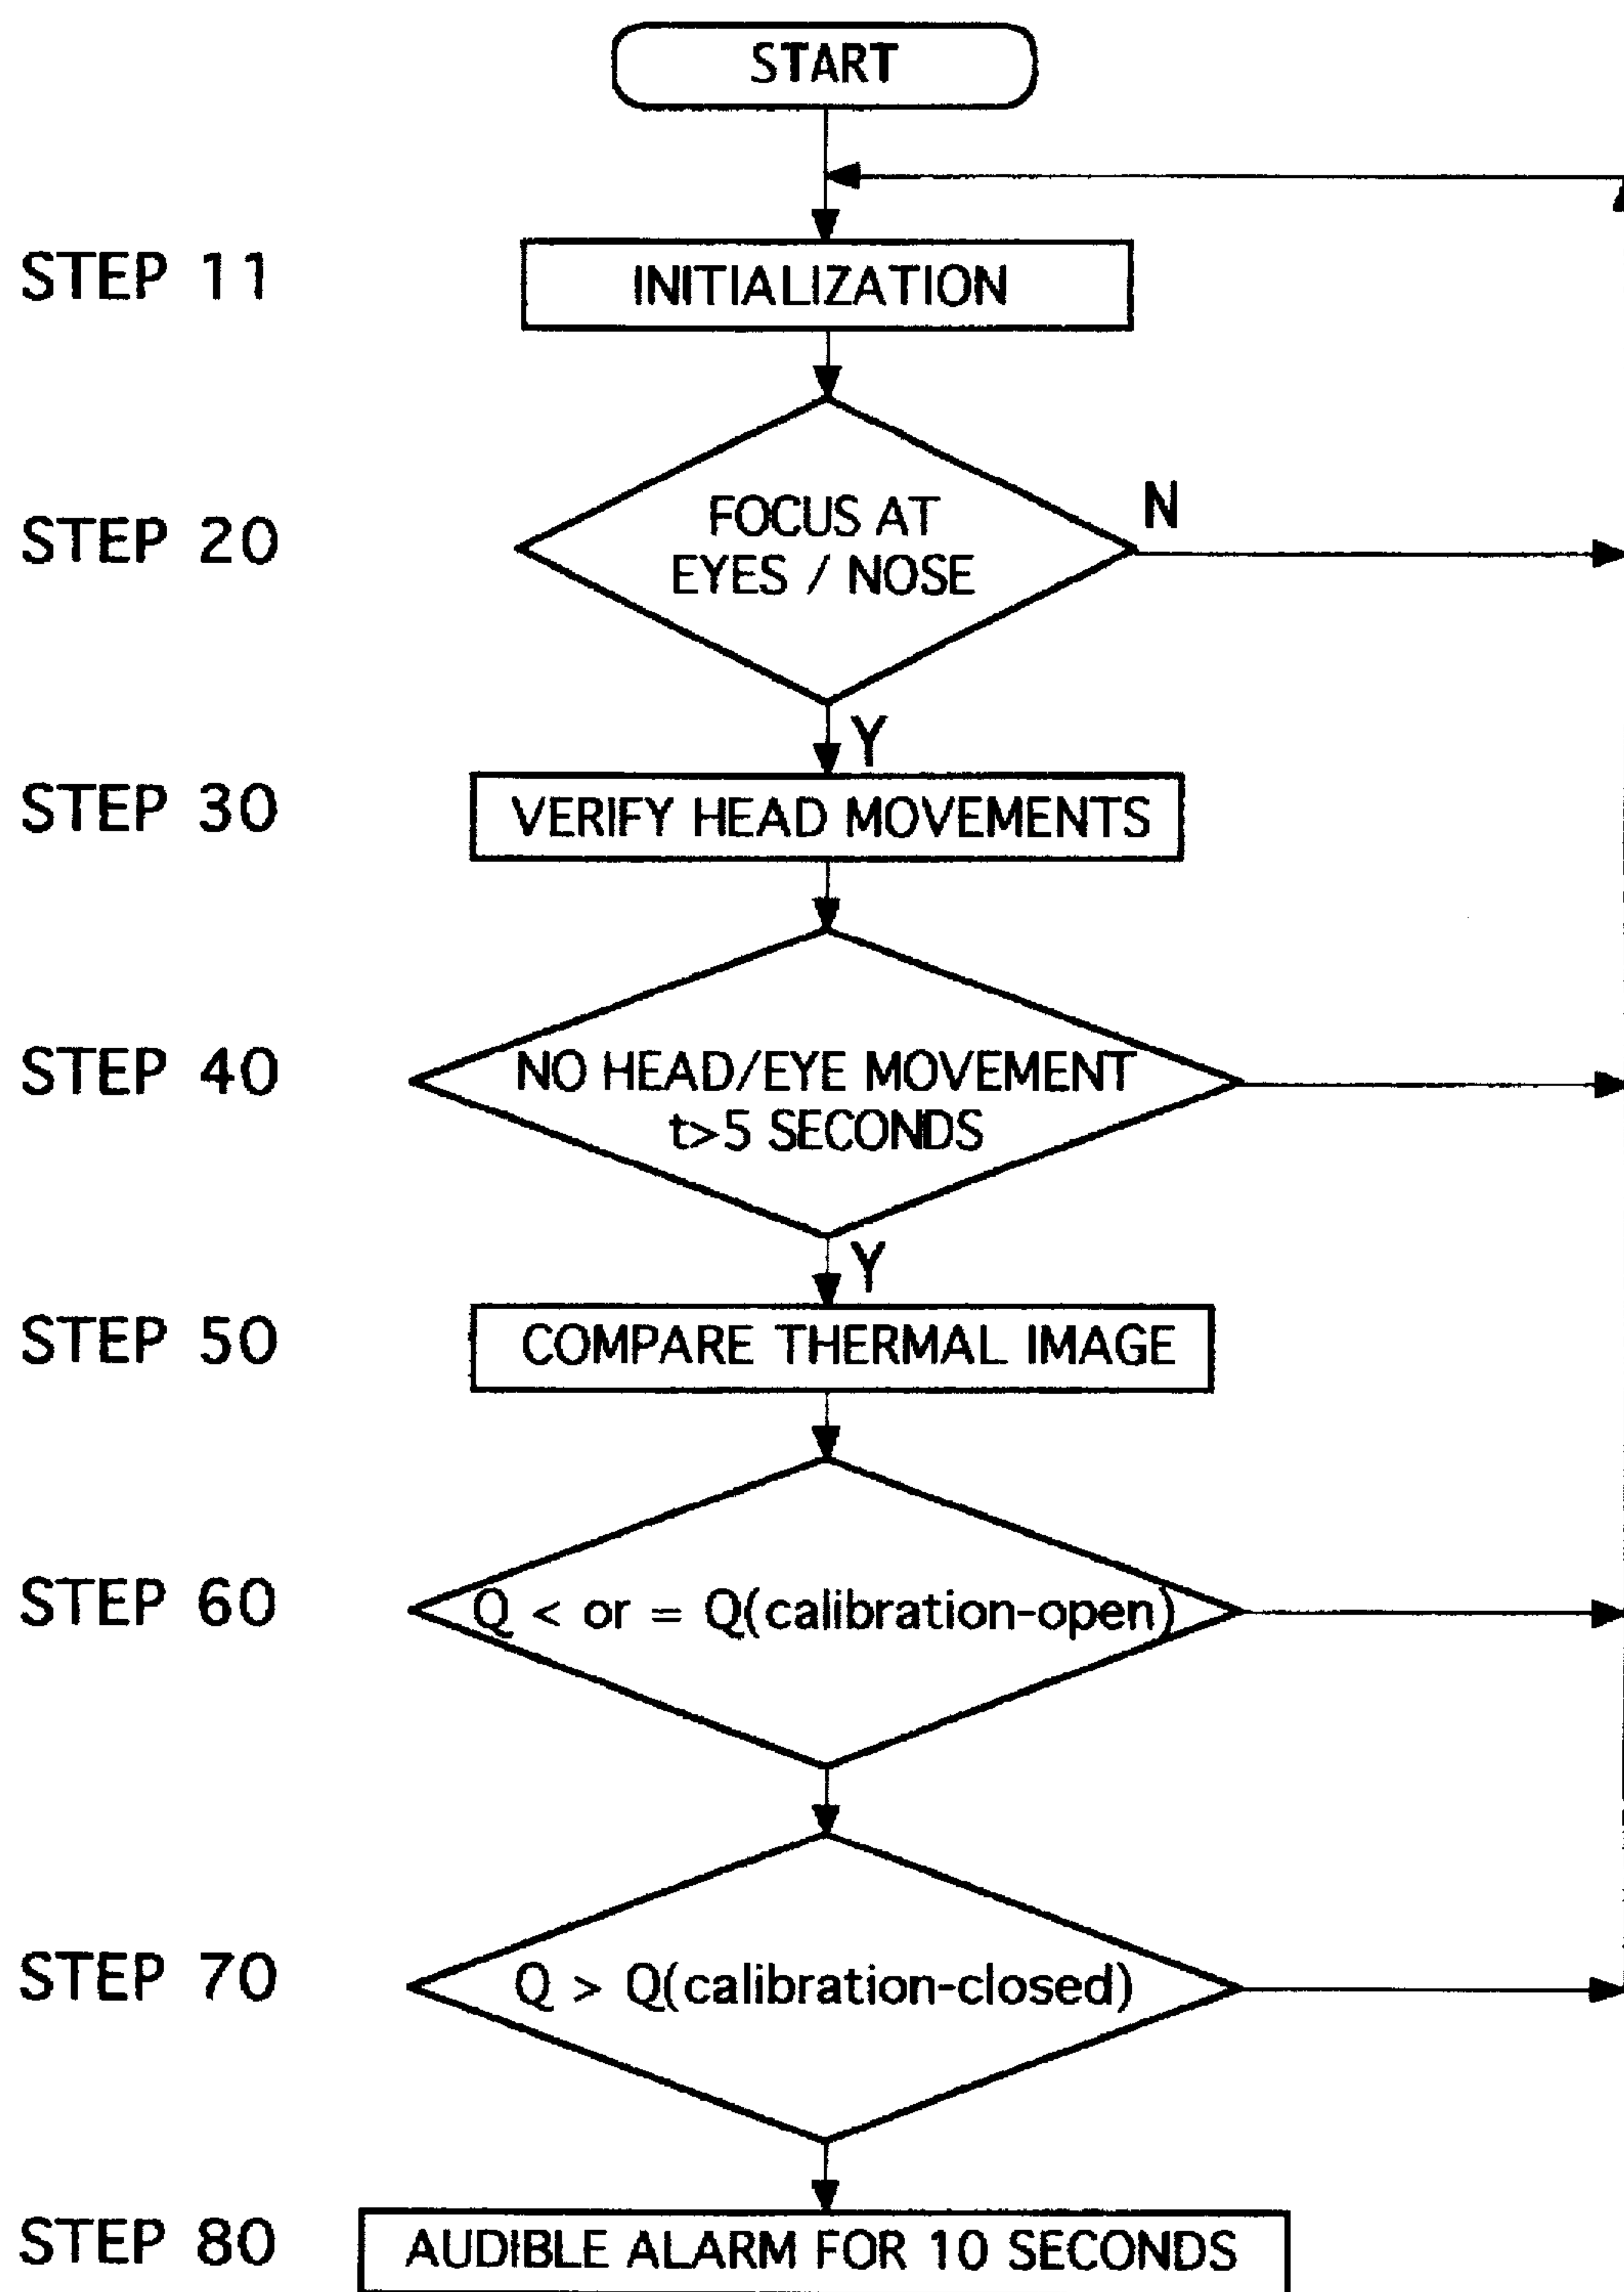 START
STEP 11
INITIALIZATION
STEP 20
FOCUS AT
EYES / NOSE
N
Y
STEP 30
VERIFY HEAD MOVEMENTS
STEP 40
NO HEAD/EYE MOVEMENT
t>5 SECONDS
Y
STEP 50
COMPARE THERMAL IMAGE
STEP 60
Q < or = Q(calibration-open)
STEP 70
Q > Q(calibration-closed)
STEP 80
AUDIBLE ALARM FOR 10 SECONDS